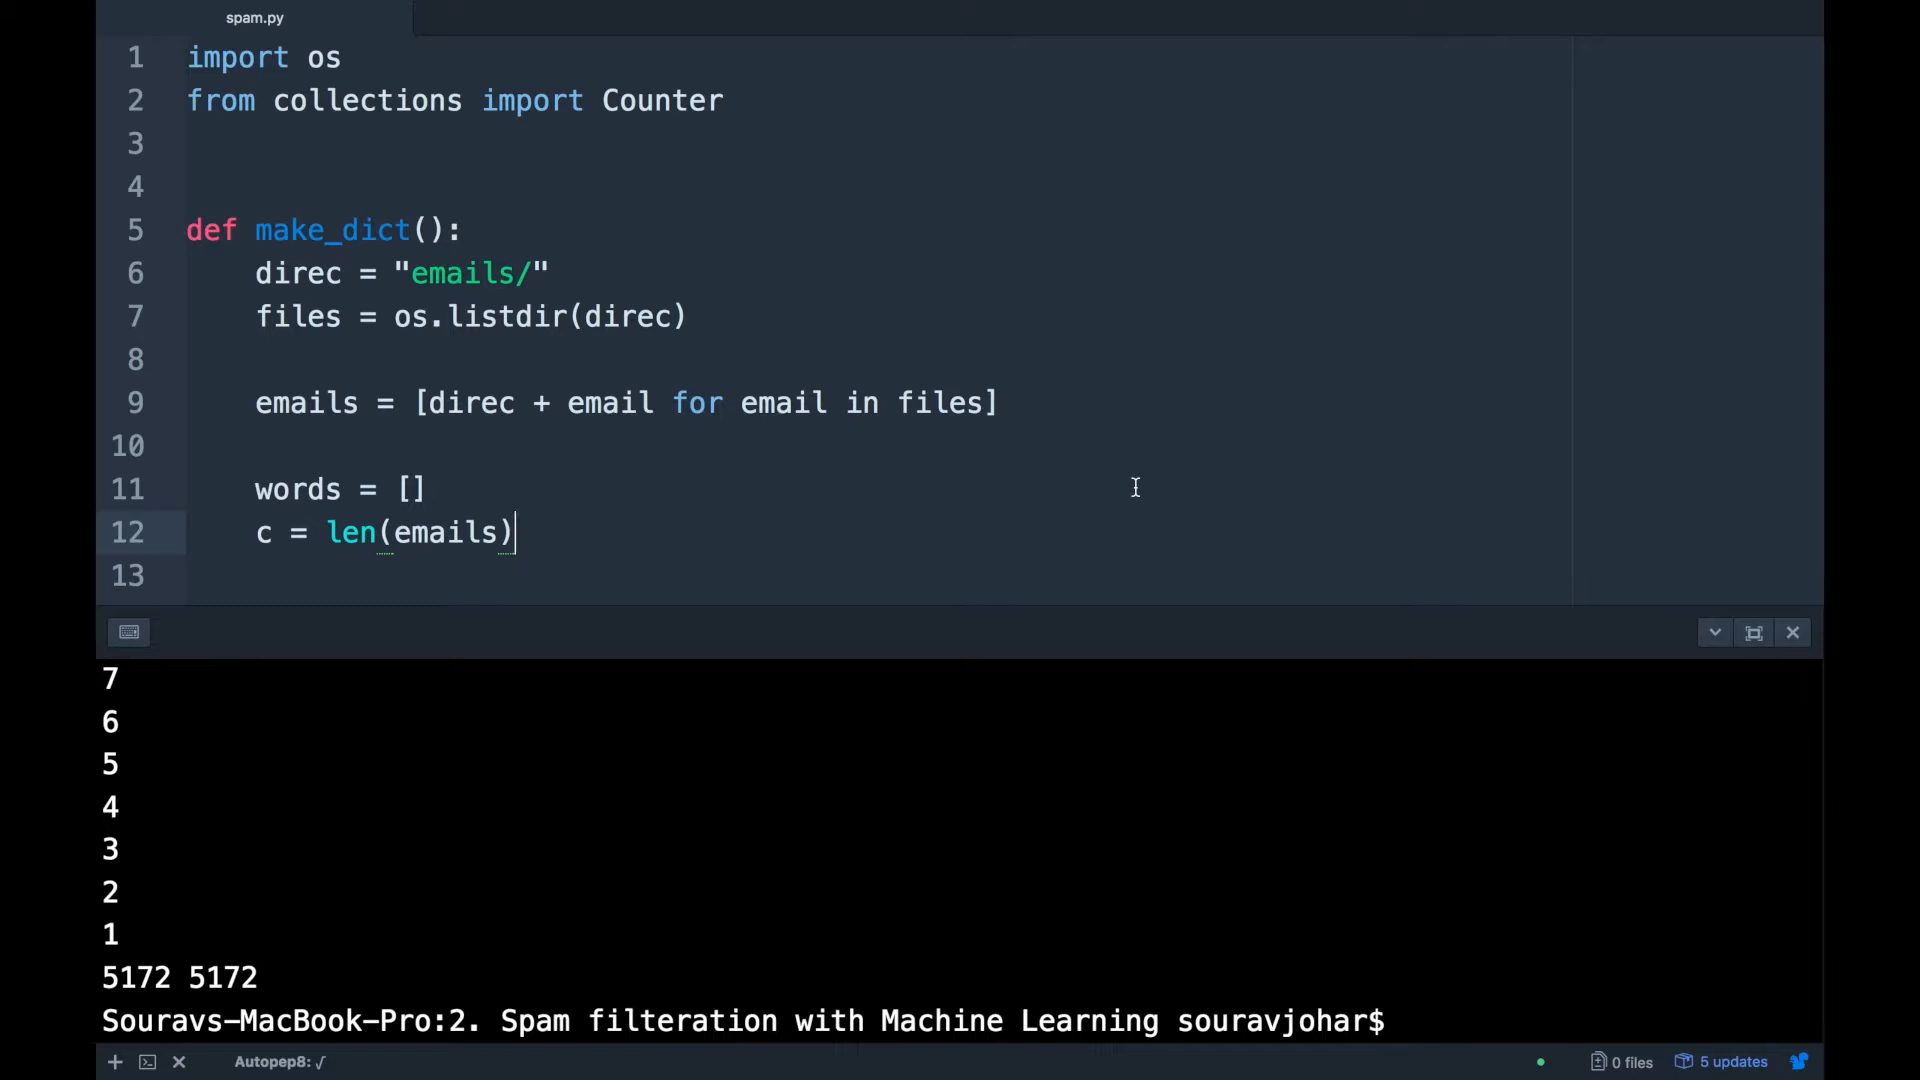 spam.py
1 import os
2 from collections import Counter
3
4
5 def make_dict():
6 direc = "emails/"
7 files = os.listdir(direc)
8
9 emails = [direc + email for email in files]
10
11 words = []
12 c = len(emails)
13
7
6
5
4
3
2
1
5172 5172
Souravs-MacBook-Pro:2. Spam filteration with Machine Learning souravjohar$
Autopep8: √ 0 files 5 updates